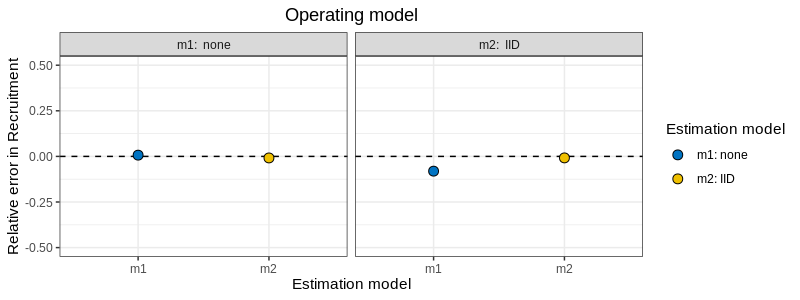 Operating model
m1: none
m2: IID
Relative error in Recruitment
0.50
0.25
0.00
-0.25
-0.50
m1
m2
m1
m2
Estimation model
Estimation model
m1: none
m2: IID